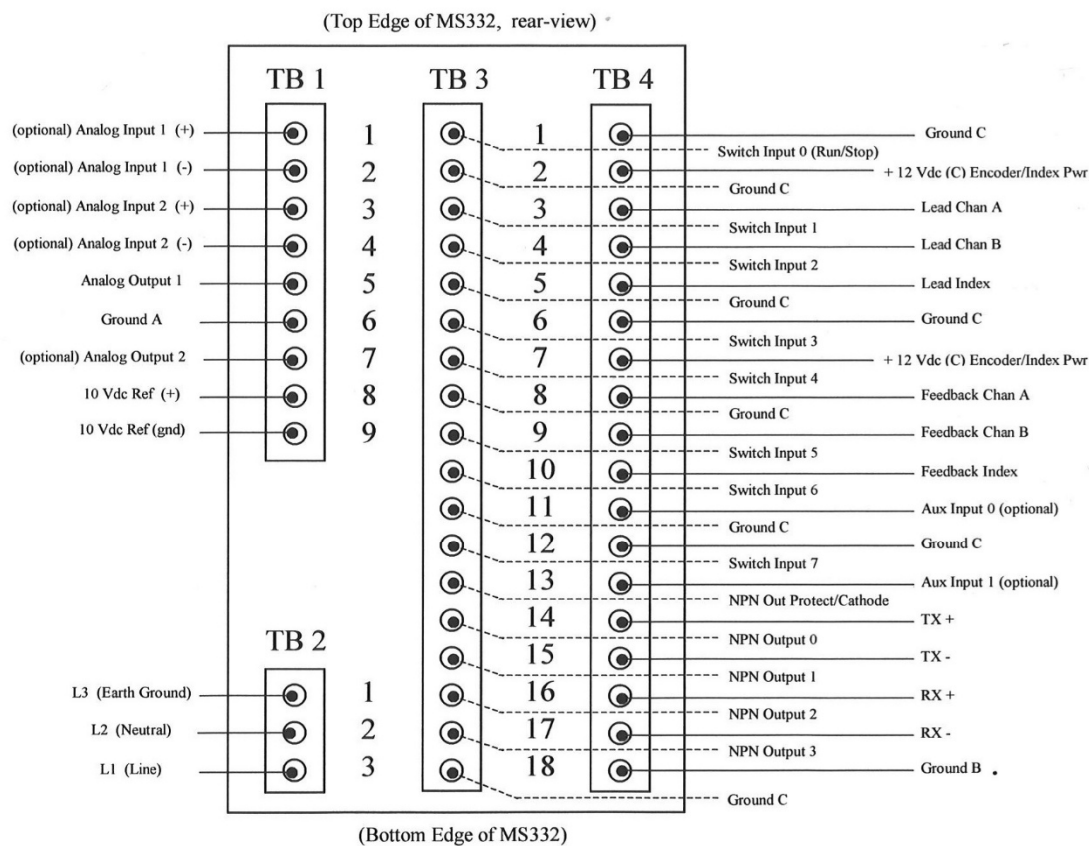 (Top Edge of MS332, rear-view)
TB 1
TB 3
TB 4
(optional) Analog Input 1 (+)
(optional) Analog Input 1 (-)
(optional) Analog Input 2 (+)
(optional) Analog Input 2 (-)
Analog Output 1
Ground A
(optional) Analog Output 2
10 Vdc Ref (+)
10 Vdc Ref (gnd)
1
2
3
4
5
6
7
8
9
TB 2
L3 (Earth Ground)
L2 (Neutral)
L1 (Line)
1
2
3
1
2
3
4
5
6
7
8
9
10
11
12
13
14
15
16
17
18
Switch Input 0 (Run/Stop)
Ground C
Switch Input 1
Switch Input 2
Ground C
Switch Input 3
Switch Input 4
Ground C
Switch Input 5
Switch Input 6
Ground C
Switch Input 7
NPN Out Protect/Cathode
NPN Output 0
NPN Output 1
NPN Output 2
NPN Output 3
Ground C
Ground C
+ 12 Vdc (C) Encoder/Index Pwr
Lead Chan A
Lead Chan B
Lead Index
Ground C
+ 12 Vdc (C) Encoder/Index Pwr
Feedback Chan A
Feedback Chan B
Feedback Index
Aux Input 0 (optional)
Ground C
Aux Input 1 (optional)
TX +
TX -
RX +
RX -
Ground B
(Bottom Edge of MS332)